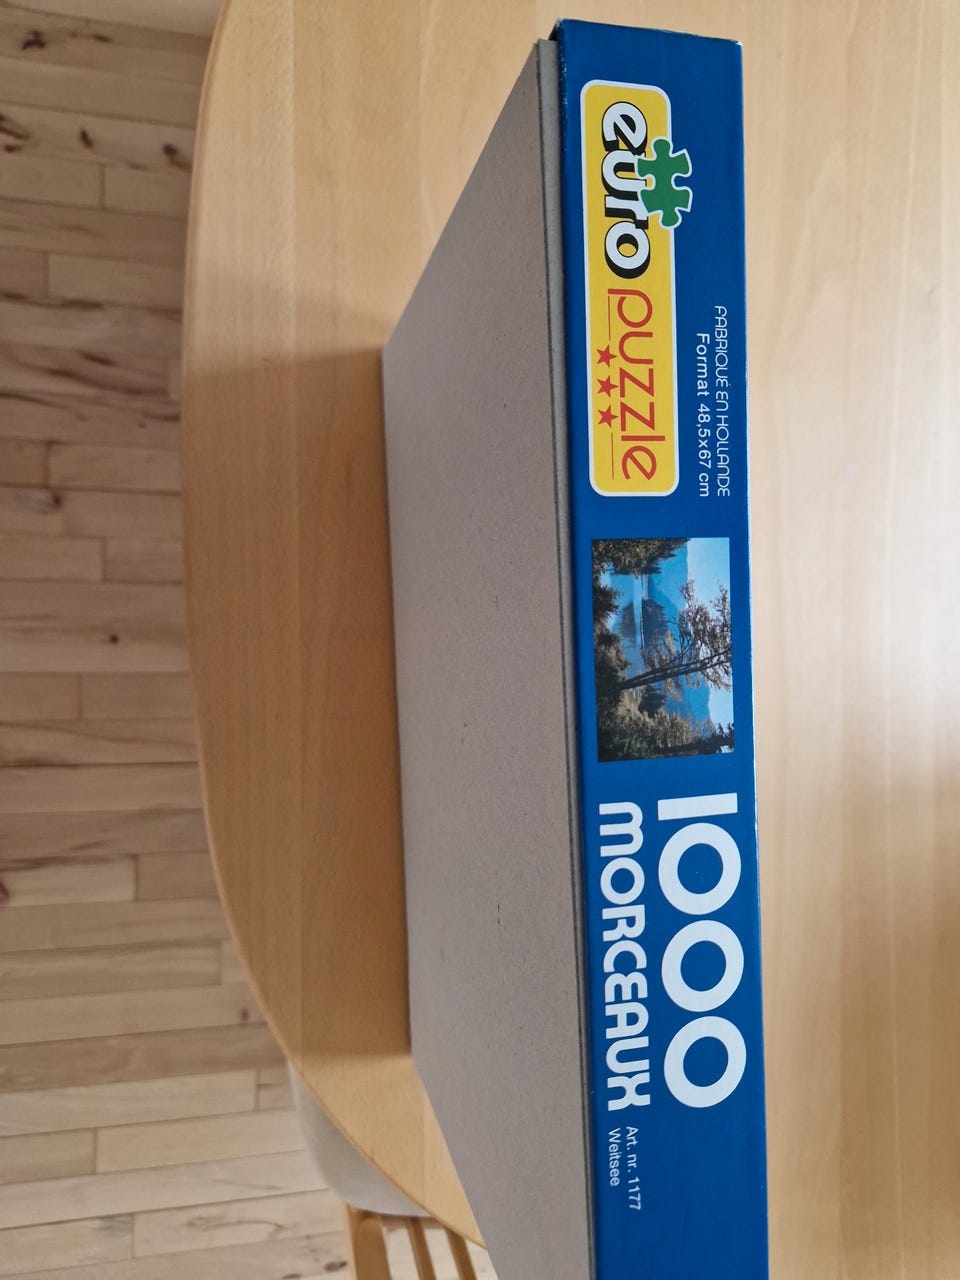 euro
puzzle
FABRIQUÉ EN HOLLANDE
Format 48,5x67 cm
1000
MORCEAUX
Art. nr. 1177
Weitsee